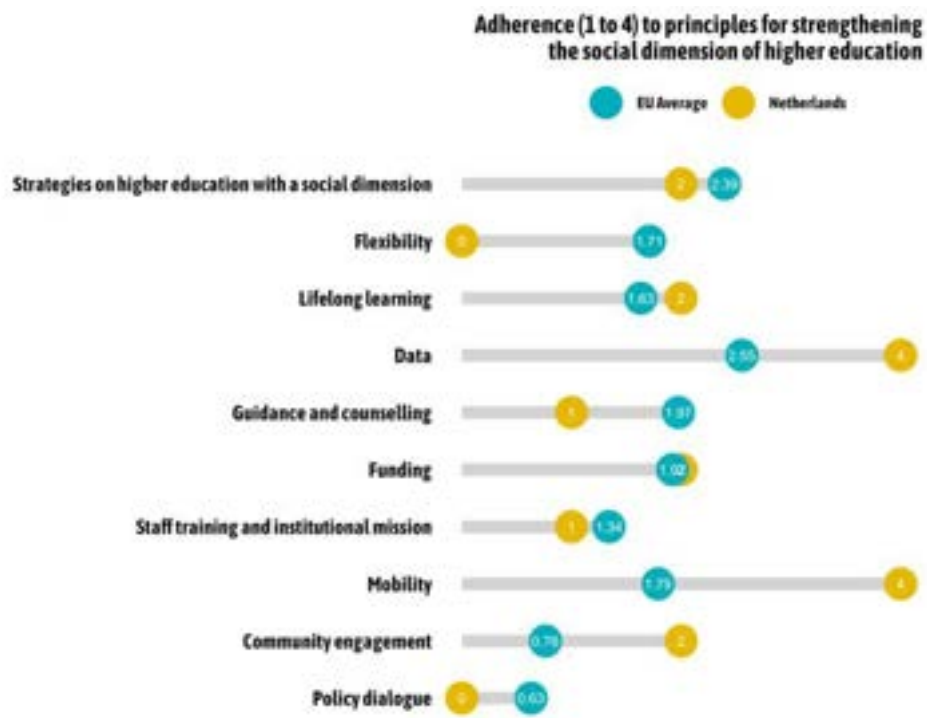 Adherence (1 to 4) to principles for strengthening
the social dimension of higher education
EU Average Netherlands
Strategies on higher education with a social dimension 2 2.39
Flexibility 0 1.71
Lifelong learning 1.63 2
Data 2.55 4
Guidance and counselling 1 1.97
Funding 1.92
Staff training and institutional mission 1 1.34
Mobility 1.79 4
Community engagement 0.76 2
Policy dialogue 0 0.63